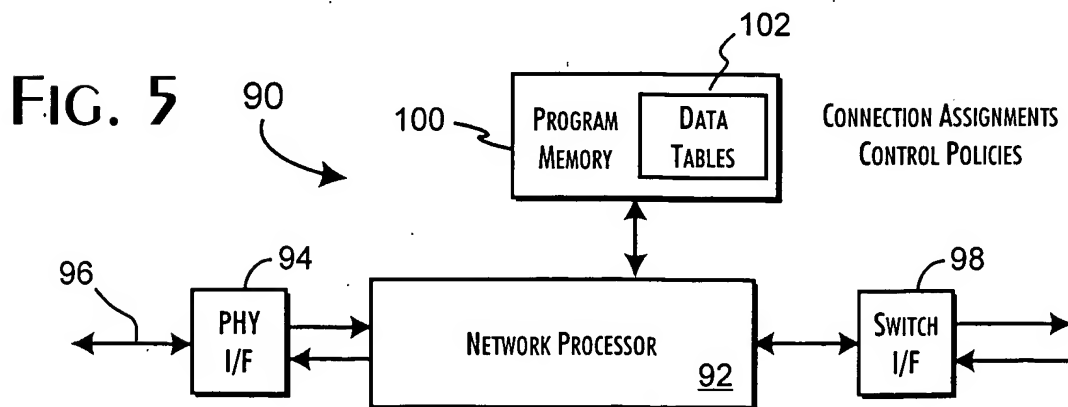 FIG. 5
90
102
100
PROGRAM
MEMORY
DATA
TABLES
CONNECTION ASSIGNMENTS
CONTROL POLICIES
96
94
PHY
I/F
NETWORK PROCESSOR
92
98
SWITCH
I/F